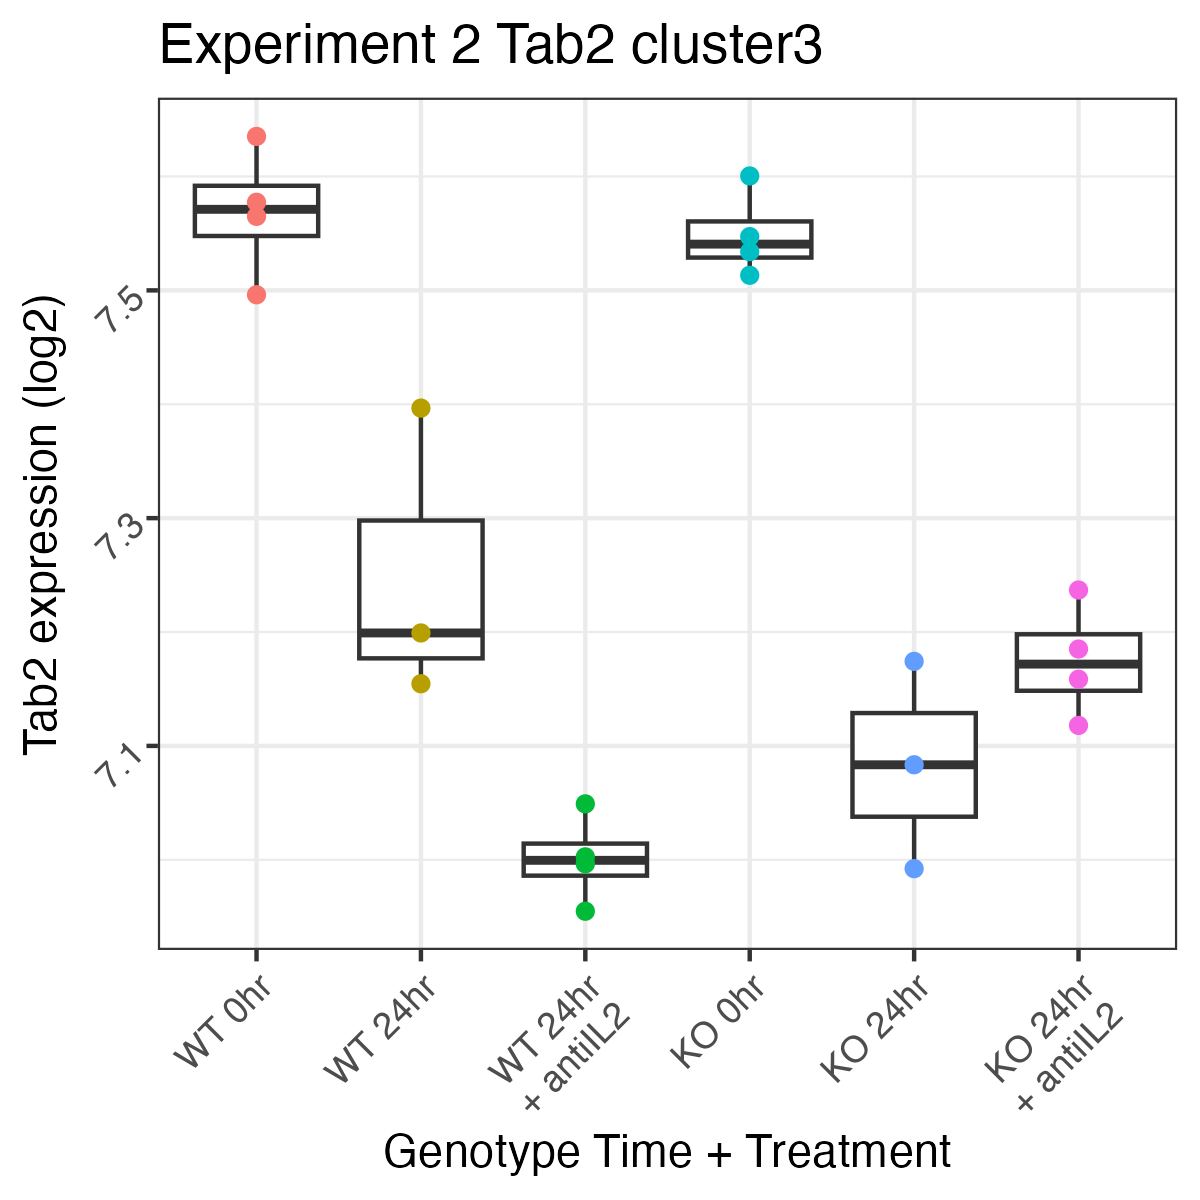 Experiment 2 Tab2 cluster3
Tab2 expression (log2)
7.5
7.3
7.1
WT 0hr
WT 24hr
WT 24hr
+ antiIL2
KO 0hr
KO 24hr
KO 24hr
+ antiIL2
Genotype Time + Treatment